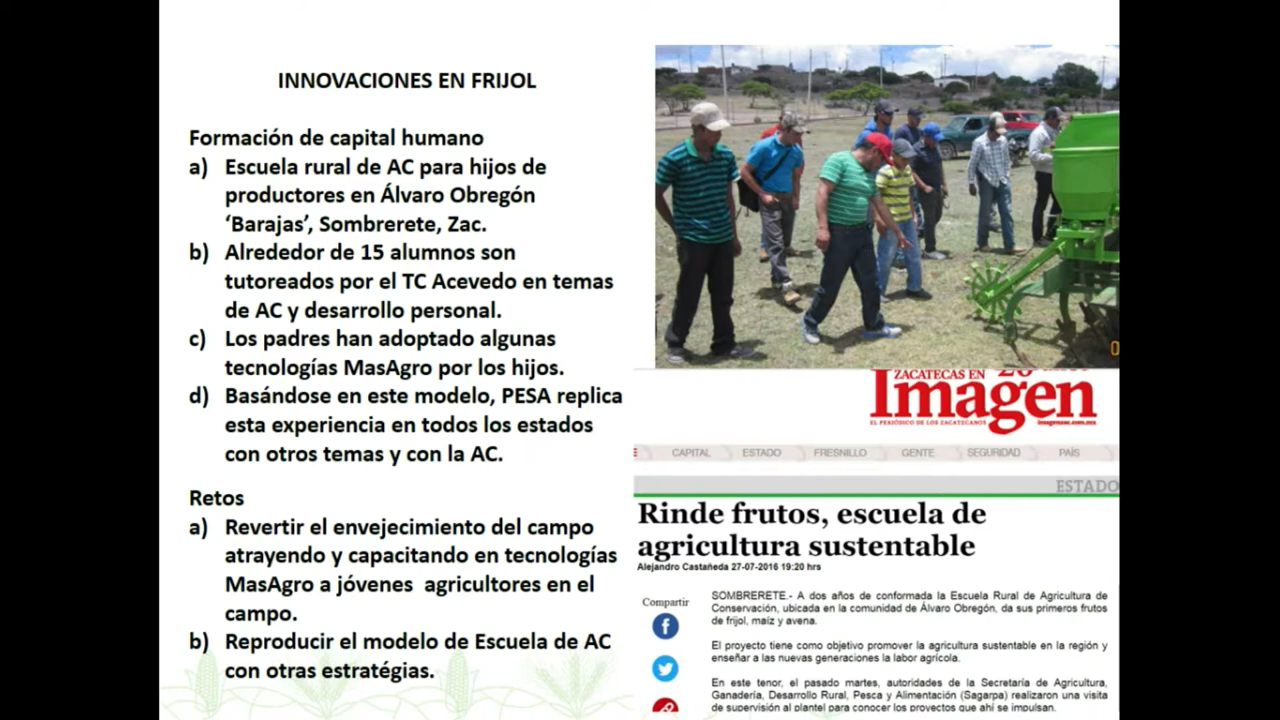 INNOVACIONES EN FRIJOL
Formación de capital humano
a) Escuela rural de AC para hijos de
productores en Álvaro Obregón
‘Barajas’, Sombrerete, Zac.
b) Alrededor de 15 alumnos son
tutoreados por el TC Acevedo en temas
de AC y desarrollo personal.
c) Los padres han adoptado algunas
tecnologías MasAgro por los hijos.
d) Basándose en este modelo, PESA replica
esta experiencia en todos los estados
con otros temas y con la AC.
Retos
a) Revertir el envejecimiento del campo
atrayendo y capacitando en tecnologías
MasAgro a jóvenes agricultores en el
campo.
b) Reproducir el modelo de Escuela de AC
con otras estratégias.
ZACATECAS EN
Imagen
EL PERIÓDICO DE LOS ZACATECANOS imagenzac.com.mx
CAPITAL ESTADO FRESNILLO GENTE SEGURIDAD PAÍS
ESTADO
Rinde frutos, escuela de
agricultura sustentable
Alejandro Castañeda 27-07-2016 19:20 hrs
Compartir
SOMBRERETE.- A dos años de conformada la Escuela Rural de Agricultura de
Conservación, ubicada en la comunidad de Álvaro Obregón, da sus primeros frutos
de frijol, maíz y avena.
El proyecto tiene como objetivo promover la agricultura sustentable en la región y
enseñar a las nuevas generaciones la labor agrícola.
En este tenor, el pasado martes, autoridades de la Secretaría de Agricultura,
Ganadería, Desarrollo Rural, Pesca y Alimentación (Sagarpa) realizaron una visita
de supervisión al plantel para conocer los proyectos que ahí se impulsan.